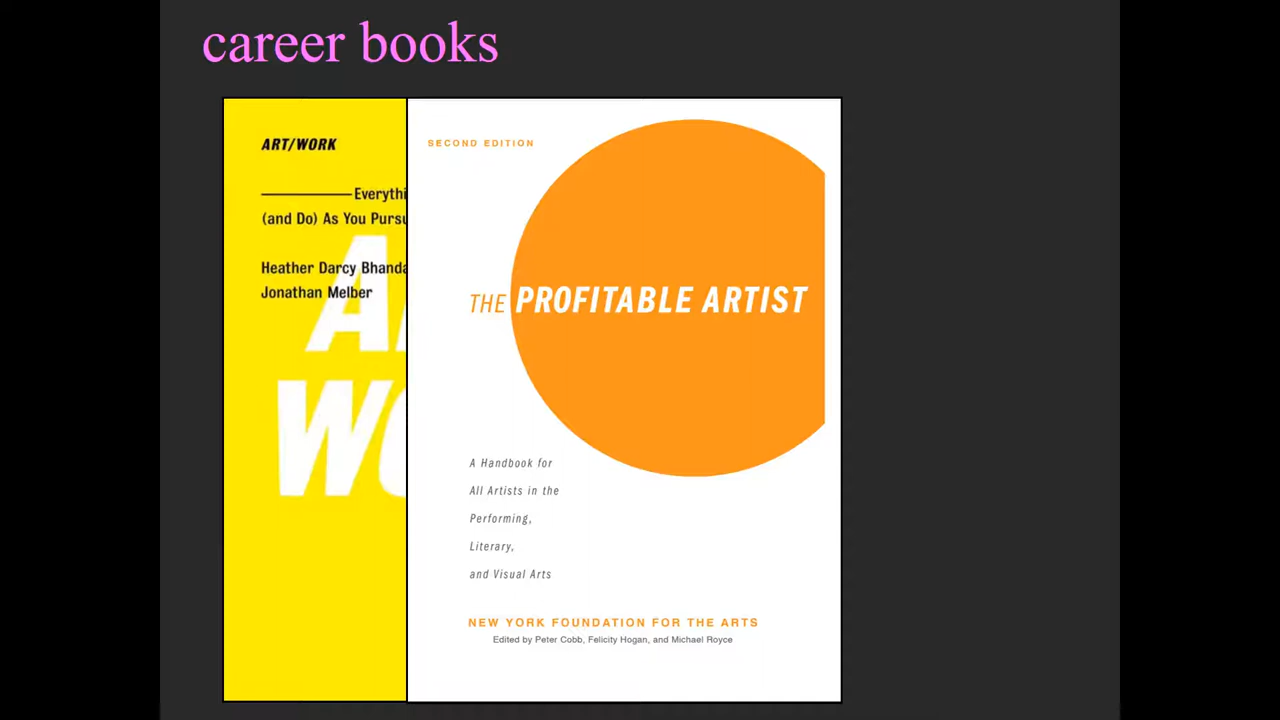 career books
ART/WORK
Everythi
(and Do) As You Pursu
Heather Darcy Bhanda
Jonathan Melber
A
WO
SECOND EDITION
THE PROFITABLE ARTIST
A Handbook for
All Artists in the
Performing,
Literary,
and Visual Arts
NEW YORK FOUNDATION FOR THE ARTS
Edited by Peter Cobb, Felicity Hogan, and Michael Royce